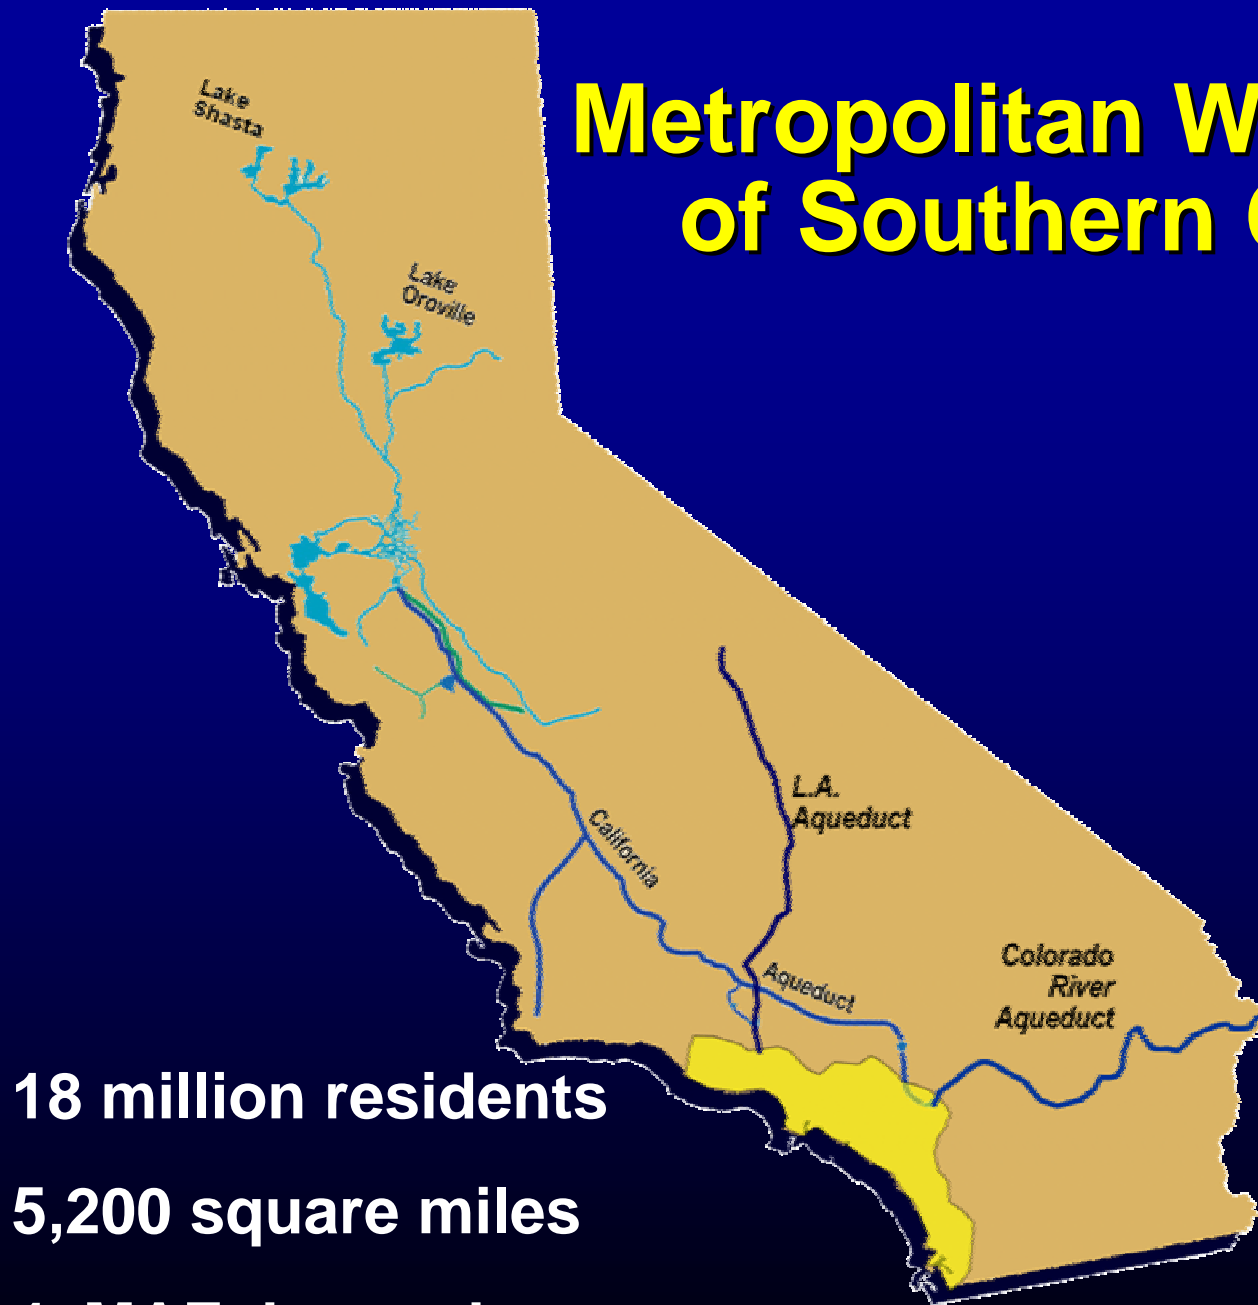 Metropolitan
of Southern
Lake
Shasta
Lake
Oroville
L.A.
Aqueduct
California
Aqueduct
Colorado
River
Aqueduct
18 million residents
5,200 square miles